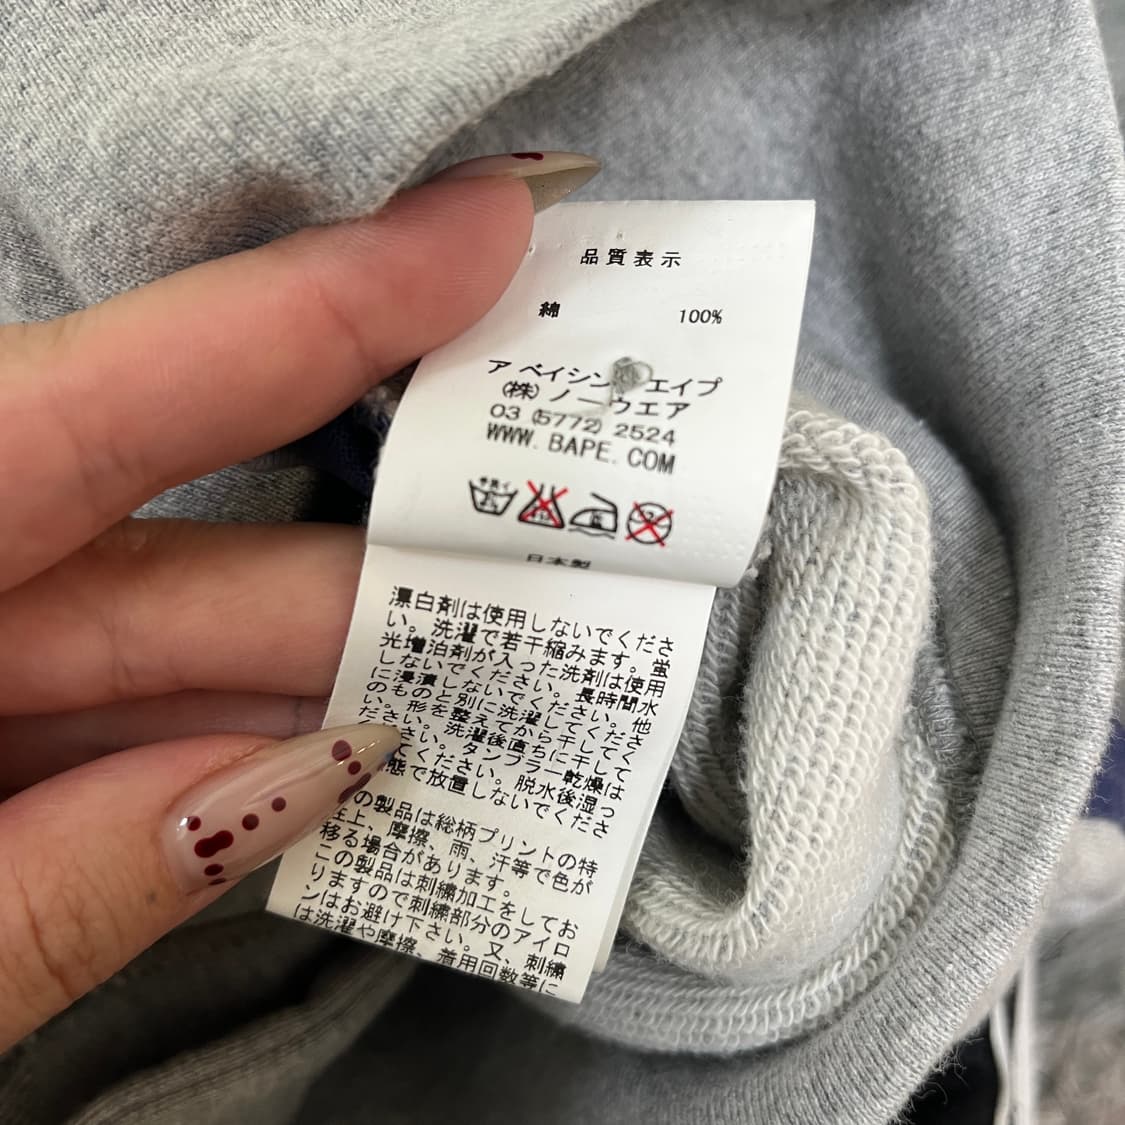 品質表示
綿 100%
ア ベイシン エイプ
(株) ノーウエア
03 (5772) 2524
WWW. BAPE. COM
日本製
漂白剤は使用しないでくださ
い。洗濯で若干縮みます。蛍
光増泊剤が入った洗剤は使用
しないでください。長時間水
に浸漬しないでください。他
のものと別に洗濯してくださ
い。形を整えてから干してく
ださい。洗濯後直ちに干して
てください。タンブラー乾燥は
態で放置しないでくださ
脱水後湿っ
の製品は総柄プリントの特
性上、摩擦、雨、汗等で色が
移る場合があります。
この製品は刺繍加工をしてお
りますので刺繍部分のアイロ
ンはお避け下さい。又、刺繍
は洗濯や摩擦、着用回数等に